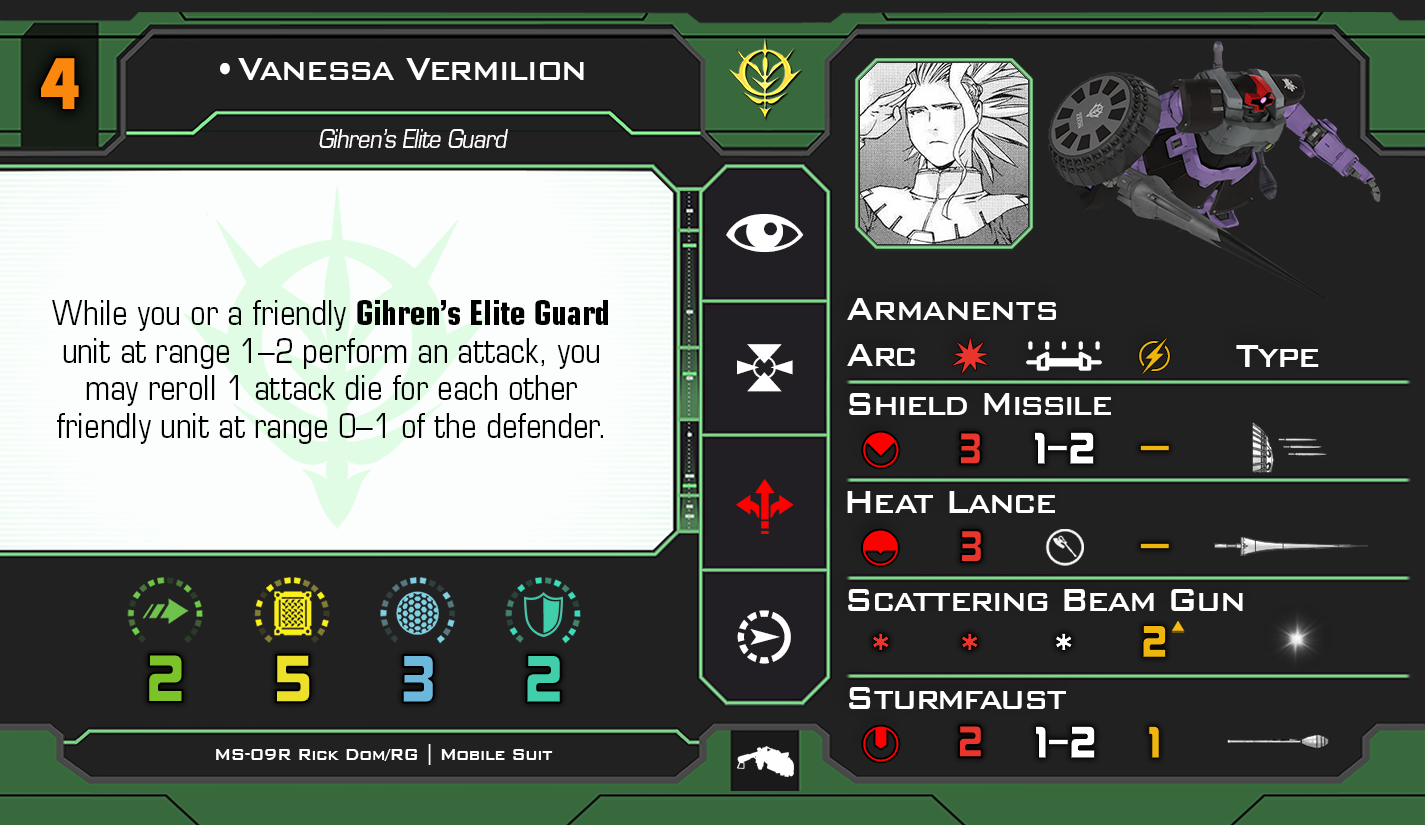 4
• Vanessa Vermilion
Gihren's Elite Guard
While you or a friendly Gihren's Elite Guard
unit at range 1–2 perform an attack, you
may reroll 1 attack die for each other
friendly unit at range 0–1 of the defender.
2 5 3 2
MS-09R Rick Dom/RG | Mobile Suit
Armanents
Arc Type
Shield Missile
3 1–2 –
Heat Lance
3 –
Scattering Beam Gun
* * * 2
Sturmfaust
2 1–2 1